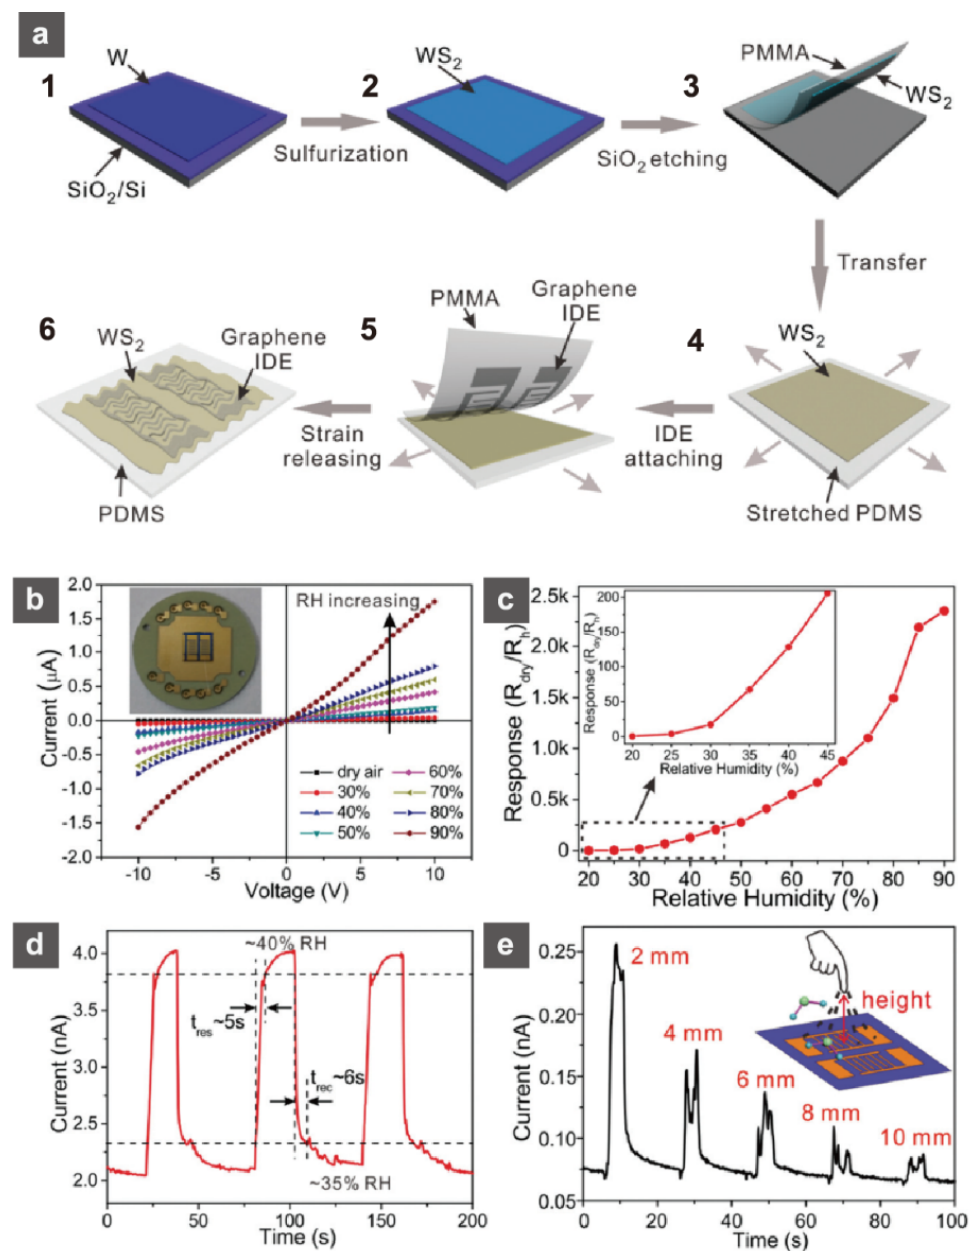 a
1
W
SiO2/Si
Sulfurization
2
WS2
SiO2 etching
3
PMMA
WS2
Transfer
6
WS2
Graphene
IDE
PDMS
Strain
releasing
5
PMMA
Graphene
IDE
IDE
attaching
4
WS2
Stretched PDMS
b
Current (μA)
2.0
1.5
1.0
0.5
0.0
-0.5
-1.0
-1.5
-2.0
RH increasing
dry air
30%
40%
50%
60%
70%
80%
90%
-10
-5
0
5
10
Voltage (V)
c
Response (Rdry/Rh)
2.5k
2.0k
1.5k
1.0k
0.5k
0
Response (Rdry/Rh)
200
150
100
50
0
20 25 30 35 40 45
Relative Humidity (%)
20 30 40 50 60 70 80 90
Relative Humidity (%)
d
Current (nA)
4.0
3.5
3.0
2.5
2.0
~40% RH
tres~5s
trec~6s
~35% RH
0 50 100 150 200
Time (s)
e
Current (nA)
0.30
0.25
0.20
0.15
0.10
0.05
2 mm
4 mm
6 mm
8 mm
10 mm
height
0 20 40 60 80 100
Time (s)